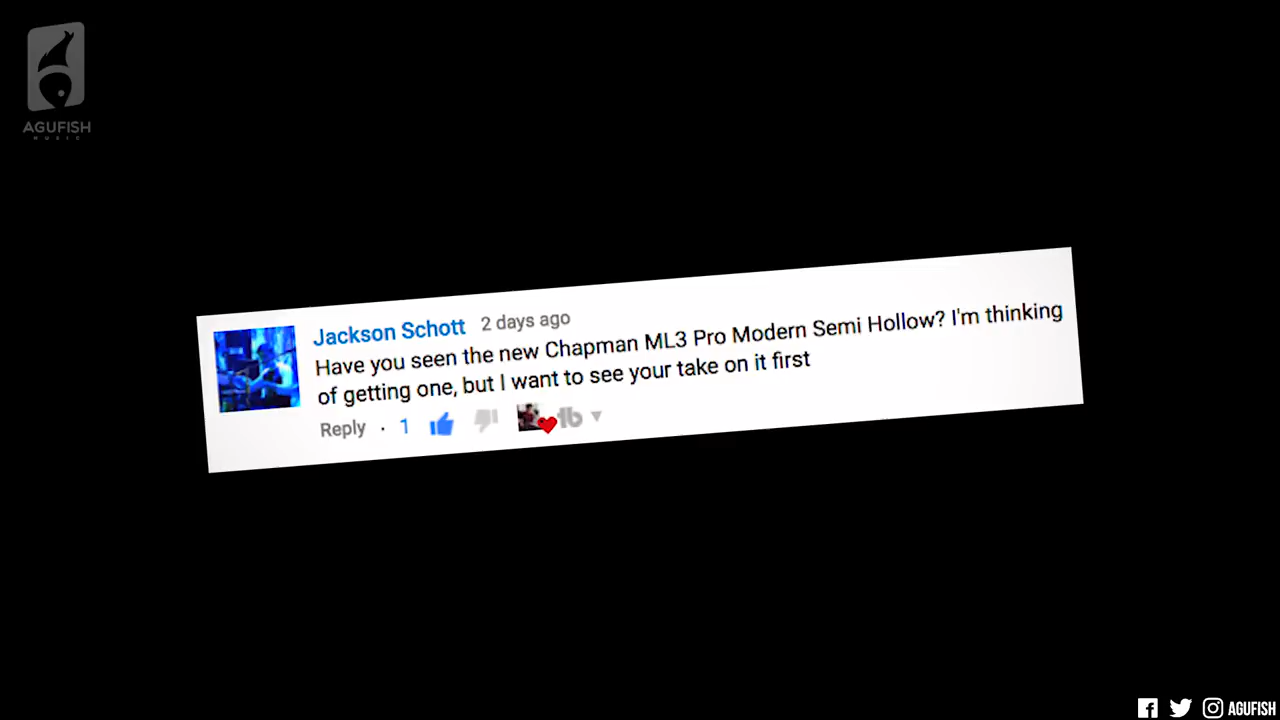 AGUFISH
MUSIC
Jackson Schott 2 days ago
Have you seen the new Chapman ML3 Pro Modern Semi Hollow? I'm thinking
of getting one, but I want to see your take on it first
Reply · 1
AGUFISH